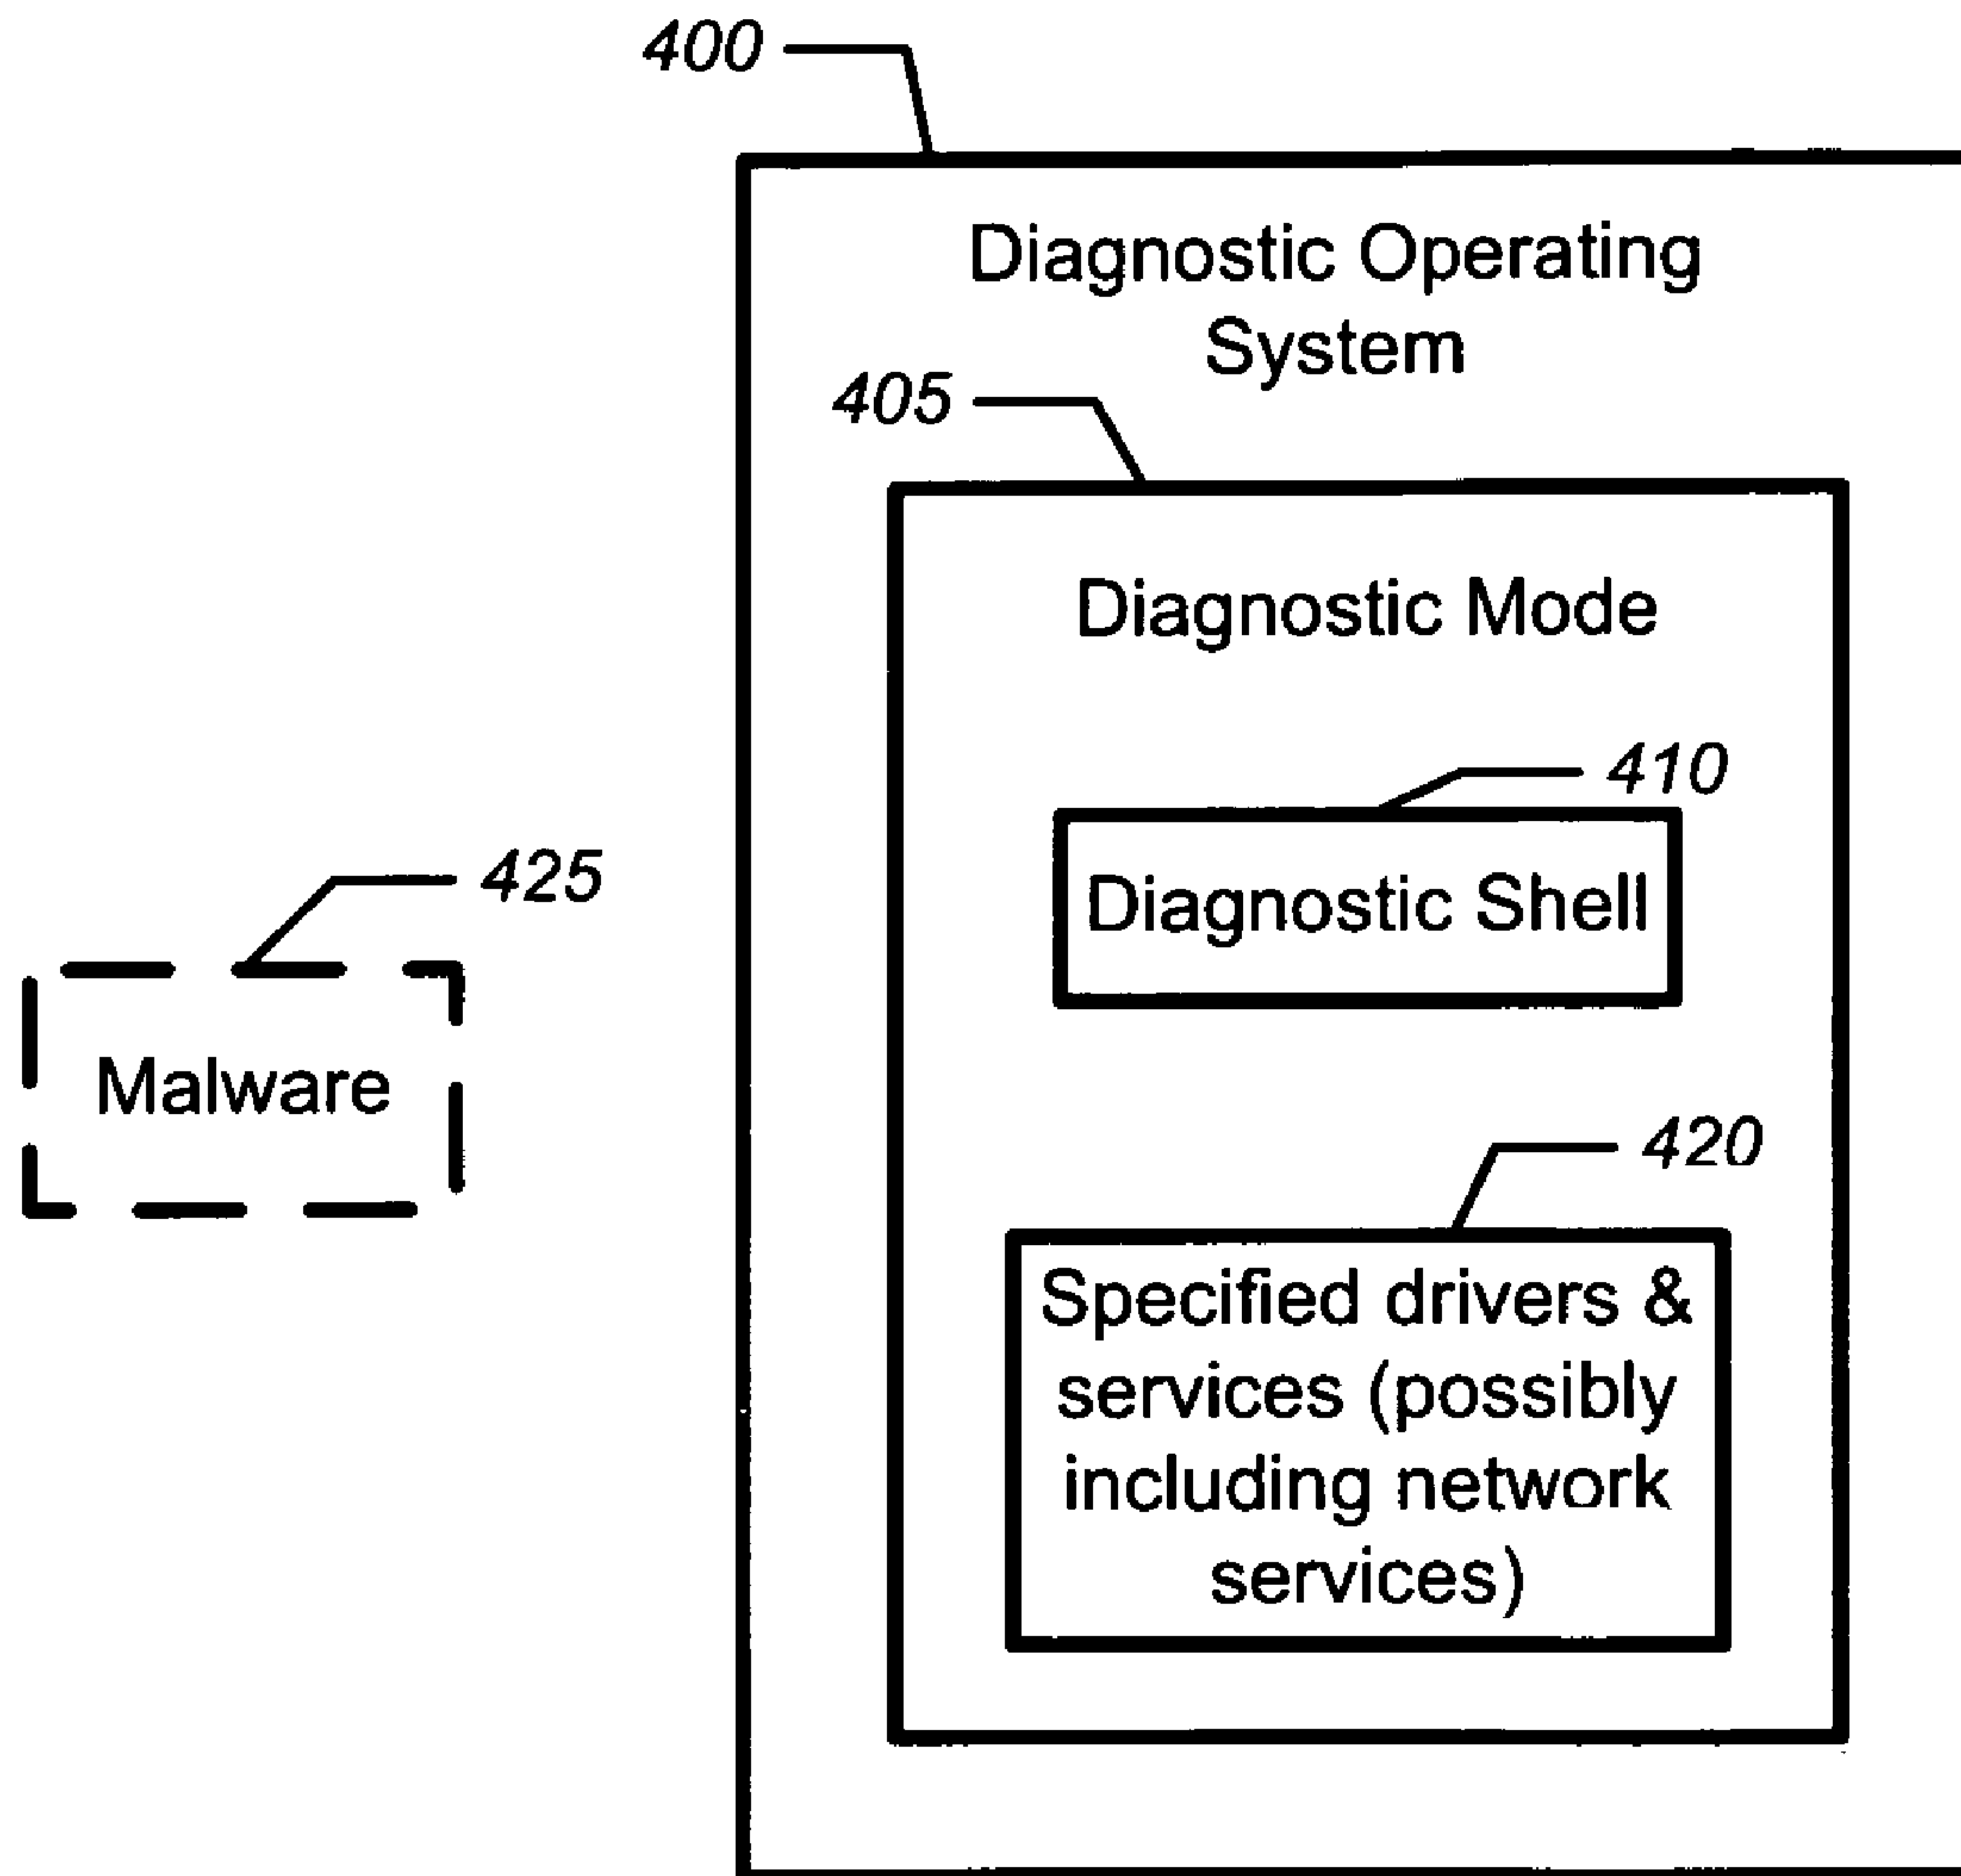 400
Diagnostic Operating
System
405
Diagnostic Mode
410
Diagnostic Shell
425
Malware
420
Specified drivers &
services (possibly
including network
services)